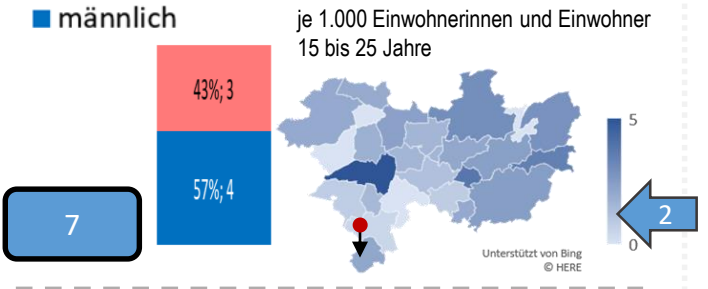 männlich
je 1.000 Einwohnerinnen und Einwohner
15 bis 25 Jahre
43%; 3
57%; 4
7
5
2
0
Unterstützt von Bing
© HERE